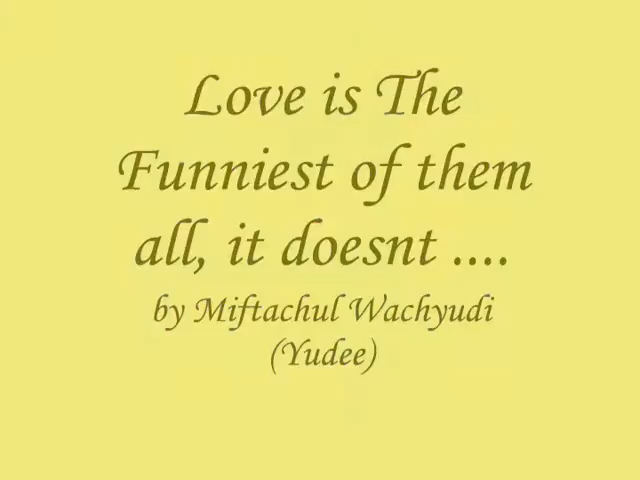 Love is The
Funniest of them
all, it doesnt ....
by Miftachul Wachyudi
(Yudee)